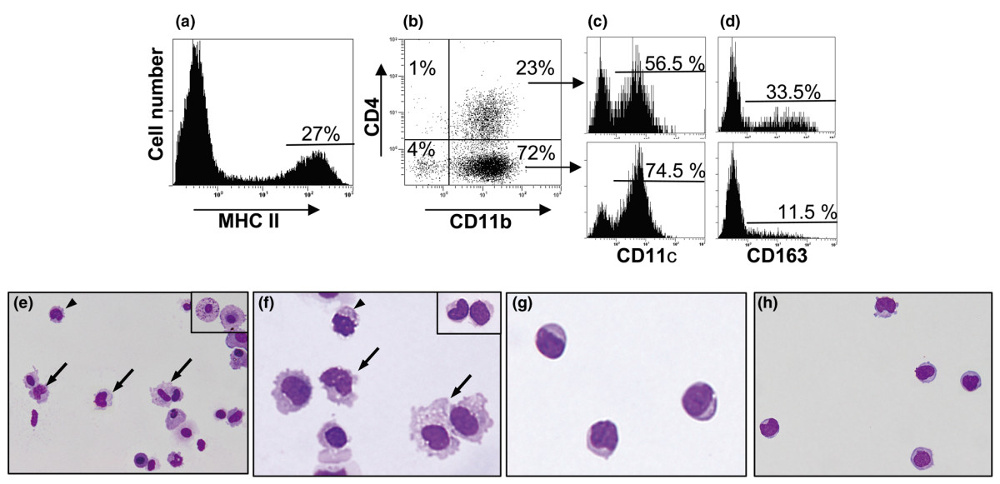 (a) (b) (c) (d)
Cell number
27%
MHC II
CD4
1% 23%
4% 72%
CD11b
56.5 %
74.5 %
CD11c
33.5%
11.5 %
CD163
(e) (f) (g) (h)